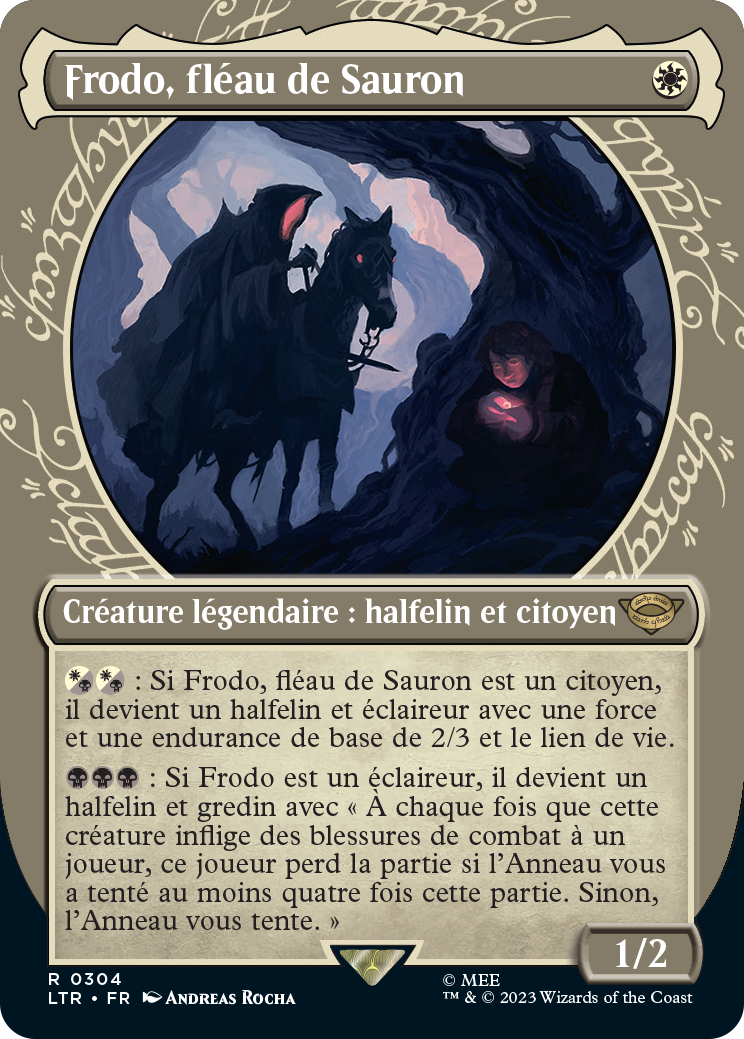 Frodo, fléau de Sauron
Créature légendaire : halfelin et citoyen
: Si Frodo, fléau de Sauron est un citoyen,
il devient un halfelin et éclaireur avec une force
et une endurance de base de 2/3 et le lien de vie.
: Si Frodo est un éclaireur, il devient un
halfelin et gredin avec « À chaque fois que cette
créature inflige des blessures de combat à un
joueur, ce joueur perd la partie si l'Anneau vous
a tenté au moins quatre fois cette partie. Sinon,
l'Anneau vous tente. »
1/2
R 0304
LTR • FR Andreas Rocha
© MEE
™ & © 2023 Wizards of the Coast